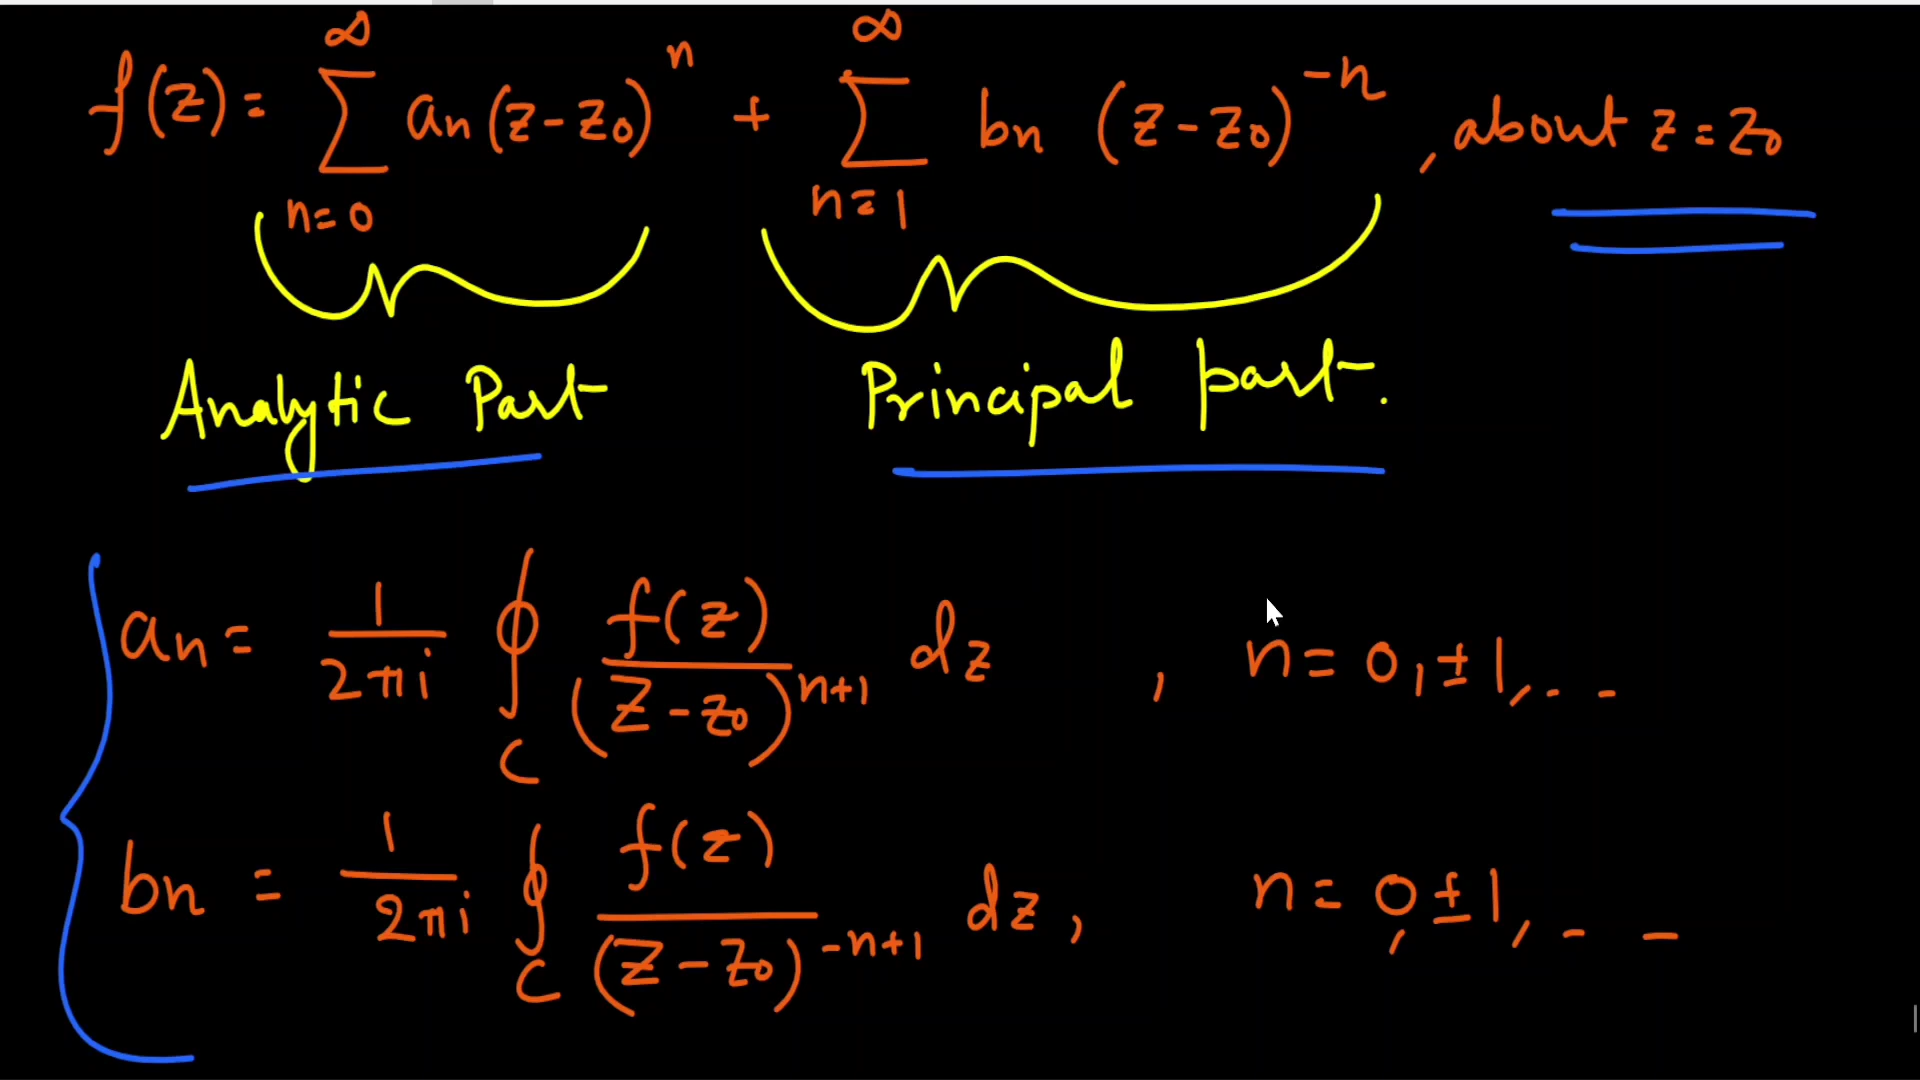 f(z) = ∑_{n=0}^{∞} an (z-z0)^n + ∑_{n=1}^{∞} bn (z-z0)^{-n} , about z = z0
Analytic Part Principal part.
an = 1/2πi ∮_C f(z)/(z-z0)^{n+1} dz , n = 0, ±1, - -
bn = 1/2πi ∮_C f(z)/(z-z0)^{-n+1} dz, n = 0, ±1, - -